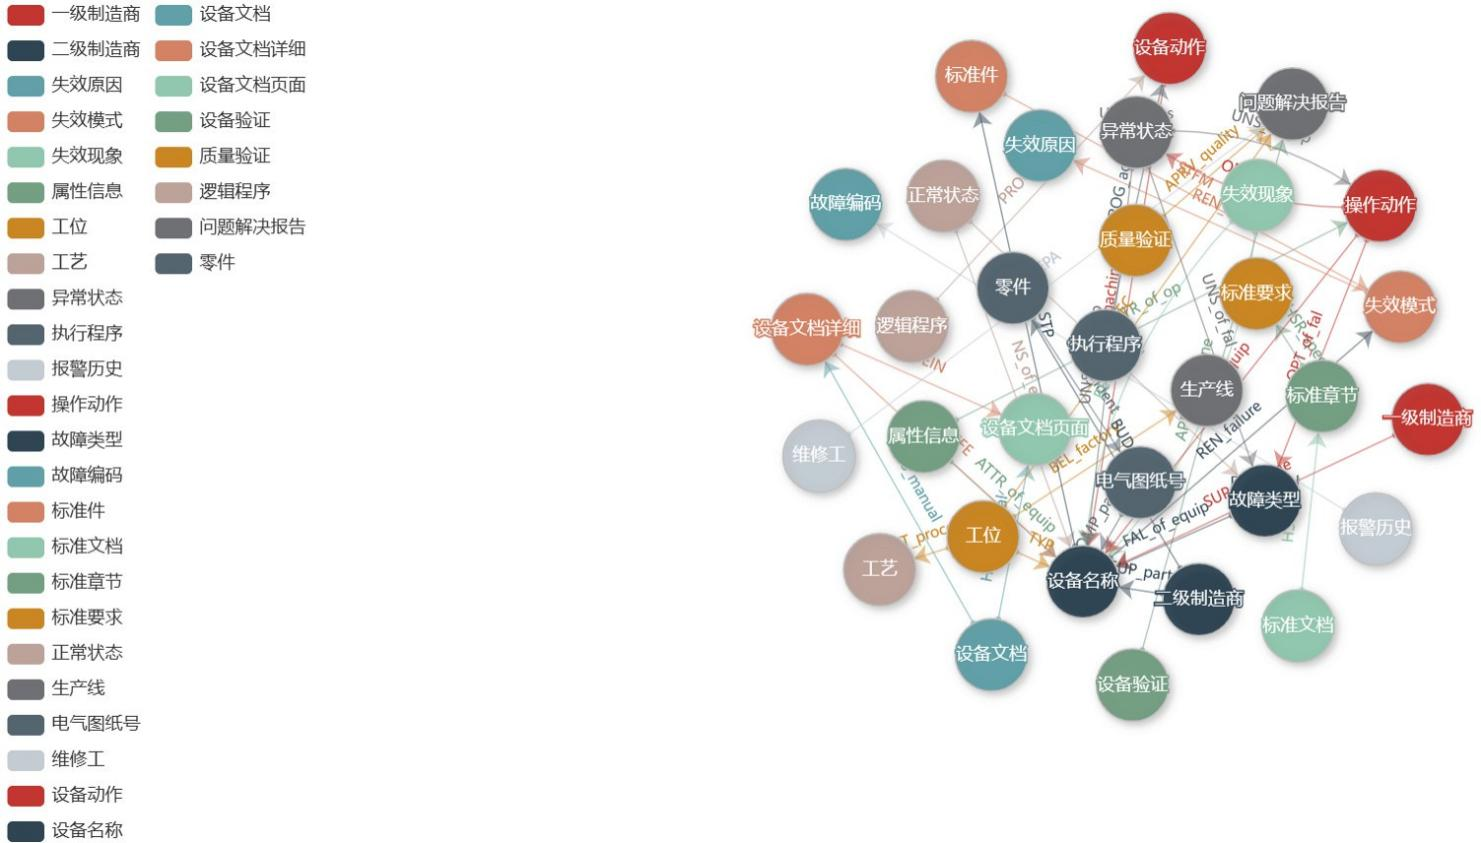 一级制造商
二级制造商
失效原因
失效模式
失效现象
属性信息
工位
工艺
异常状态
执行程序
报警历史
操作动作
故障类型
故障编码
标准件
标准文档
标准章节
标准要求
正常状态
生产线
电气图纸号
维修工
设备动作
设备名称
设备文档
设备文档详细
设备文档页面
设备验证
质量验证
逻辑程序
问题解决报告
零件
设备动作
标准件
问题解决报告
异常状态
失效原因
APRV_quality
正常状态
失效现象
故障编码
操作动作
PRO
REN
质量验证
零件
标准要求
失效模式
设备文档详细
逻辑程序
STP
执行程序
UNS_of_fal
OPT_of_fal
生产线
标准章节
一级制造商
属性信息
设备文档页面
BUD
REN_failure
维修工
BEL_factory
ATTR_of_equip
电气图纸号
故障类型
SUP
FAL_of_equip
报警历史
_manual
工位
TYP
工艺
设备名称
UP_part
二级制造商
标准文档
设备文档
设备验证